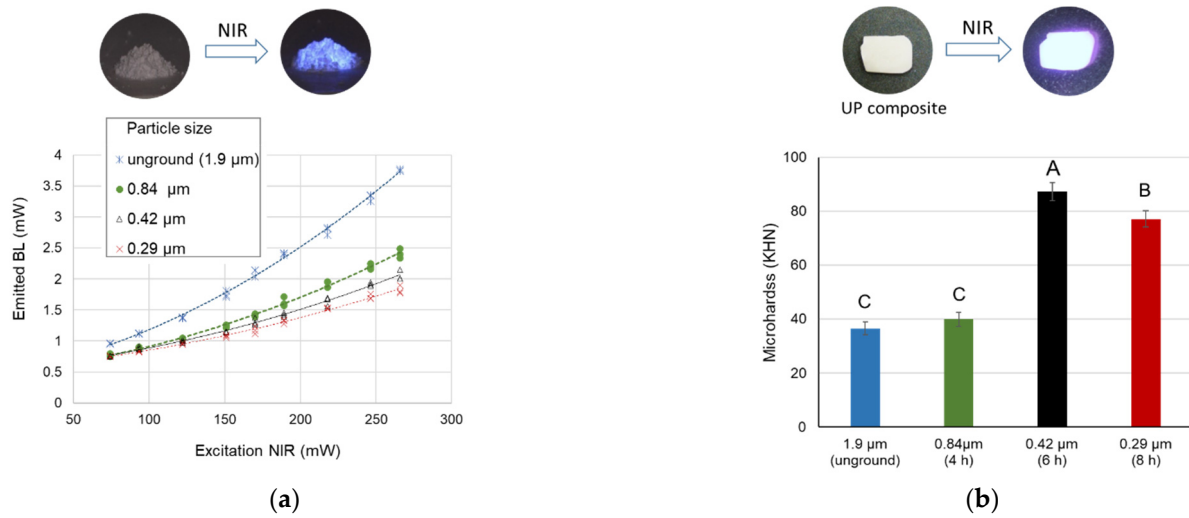 NIR
Particle size
unground (1.9 µm)
0.84 µm
0.42 µm
0.29 µm
Emitted BL (mW)
4
3.5
3
2.5
2
1.5
1
0.5
0
50
100
150
200
250
300
Excitation NIR (mW)
(a)
NIR
UP composite
Microhardss (KHN)
100
80
60
40
20
0
C
C
A
B
1.9 µm
(unground)
0.84µm
(4 h)
0.42 µm
(6 h)
0.29 µm
(8 h)
(b)